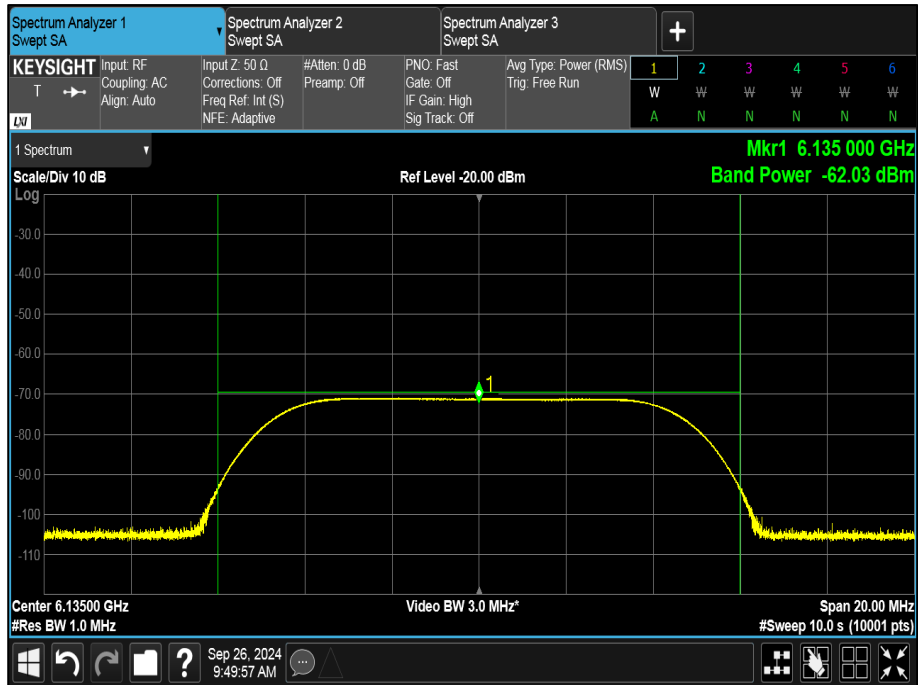 Spectrum Analyzer 1
Swept SA
Spectrum Analyzer 2
Swept SA
Spectrum Analyzer 3
Swept SA
+
KEYSIGHT
T
LXI
Input: RF
Coupling: AC
Align: Auto
Input Z: 50 Ω
Corrections: Off
Freq Ref: Int (S)
NFE: Adaptive
#Atten: 0 dB
Preamp: Off
PNO: Fast
Gate: Off
IF Gain: High
Sig Track: Off
Avg Type: Power (RMS)
Trig: Free Run
1 2 3 4 5 6
W W W W W W
A N N N N N
1 Spectrum
Mkr1 6.135 000 GHz
Scale/Div 10 dB
Ref Level -20.00 dBm
Band Power -62.03 dBm
Log
-30.0
-40.0
-50.0
-60.0
1
-70.0
-80.0
-90.0
-100
-110
Center 6.13500 GHz
Video BW 3.0 MHz*
Span 20.00 MHz
#Res BW 1.0 MHz
#Sweep 10.0 s (10001 pts)
?
Sep 26, 2024
9:49:57 AM